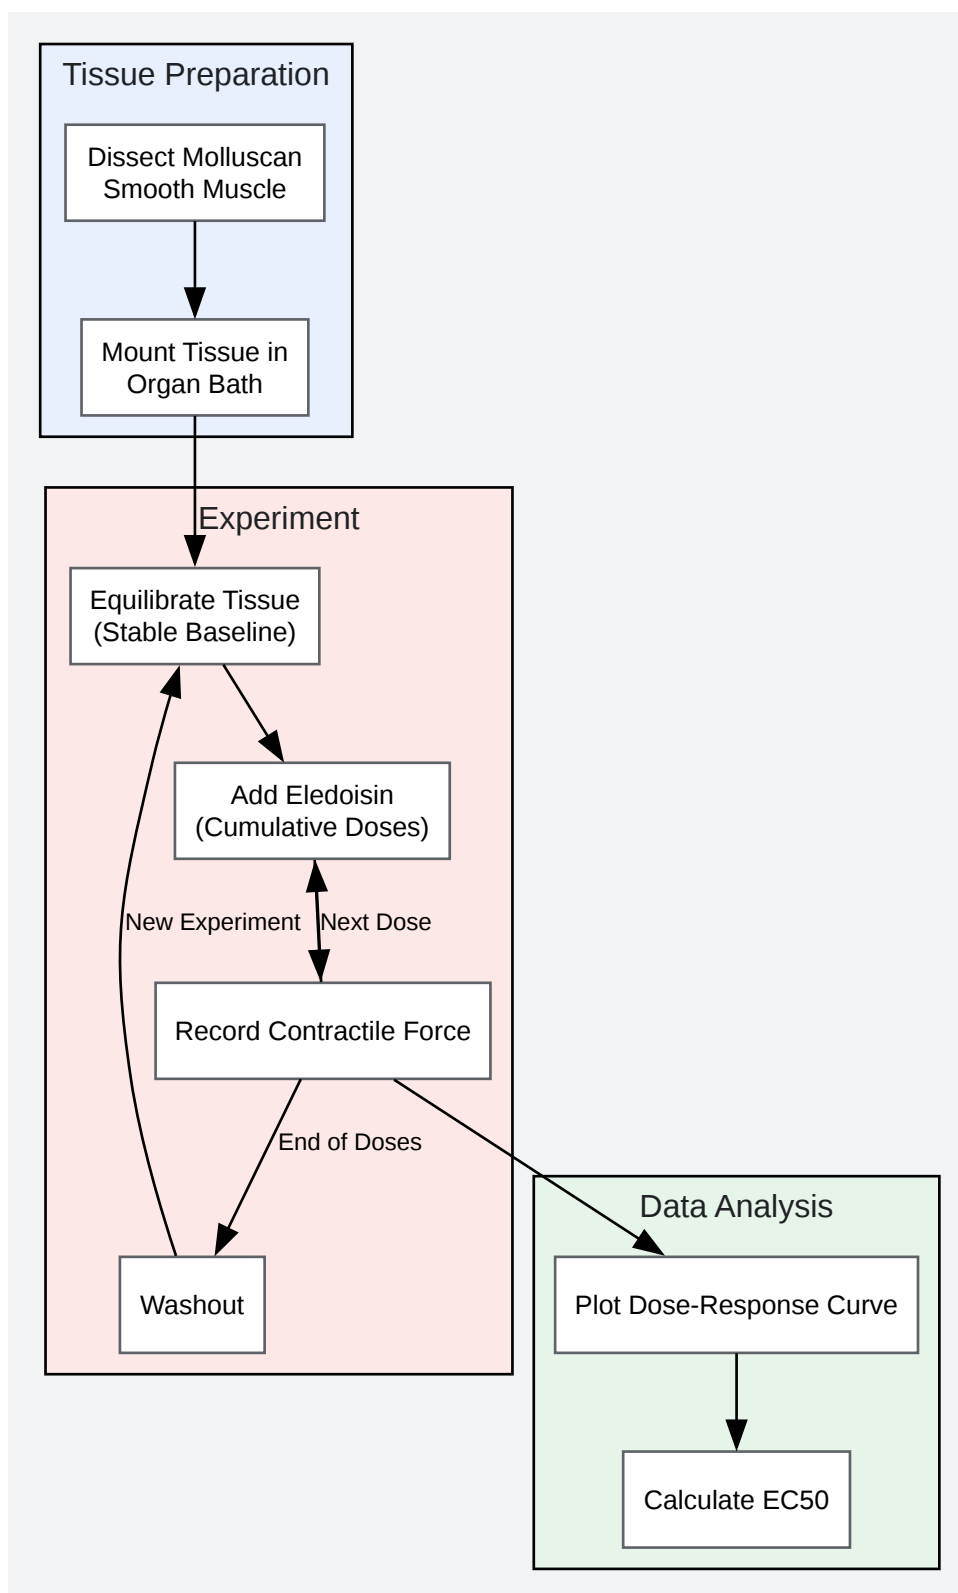 Tissue Preparation
Dissect Molluscan
Smooth Muscle
Mount Tissue in
Organ Bath
Experiment
Equilibrate Tissue
(Stable Baseline)
Add Eledoisin
(Cumulative Doses)
New Experiment
Next Dose
Record Contractile Force
End of Doses
Washout
Data Analysis
Plot Dose-Response Curve
Calculate EC50